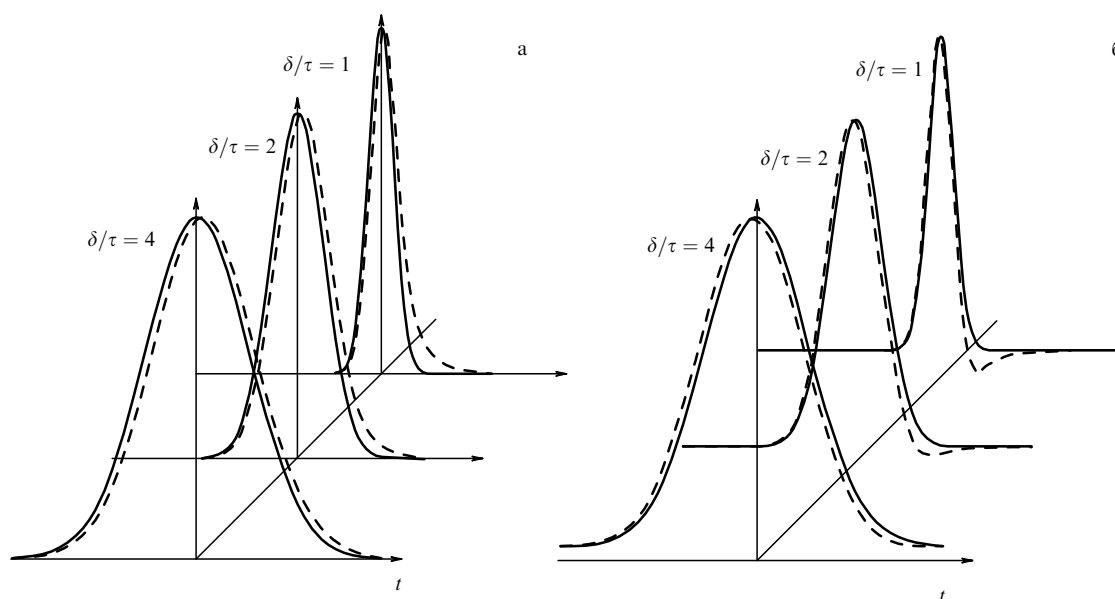 а
δ/τ = 1
δ/τ = 2
δ/τ = 4
t
б
δ/τ = 1
δ/τ = 2
δ/τ = 4
t